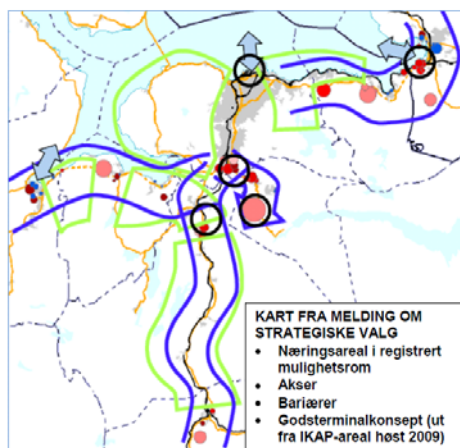 KART FRA MELDING OM
STRATEGISKE VALG
• Næringsareal i registrert
mulighetsrom
• Akser
• Bariærer
• Godsterminalkonsept (ut
fra IKAP-areal høst 2009)